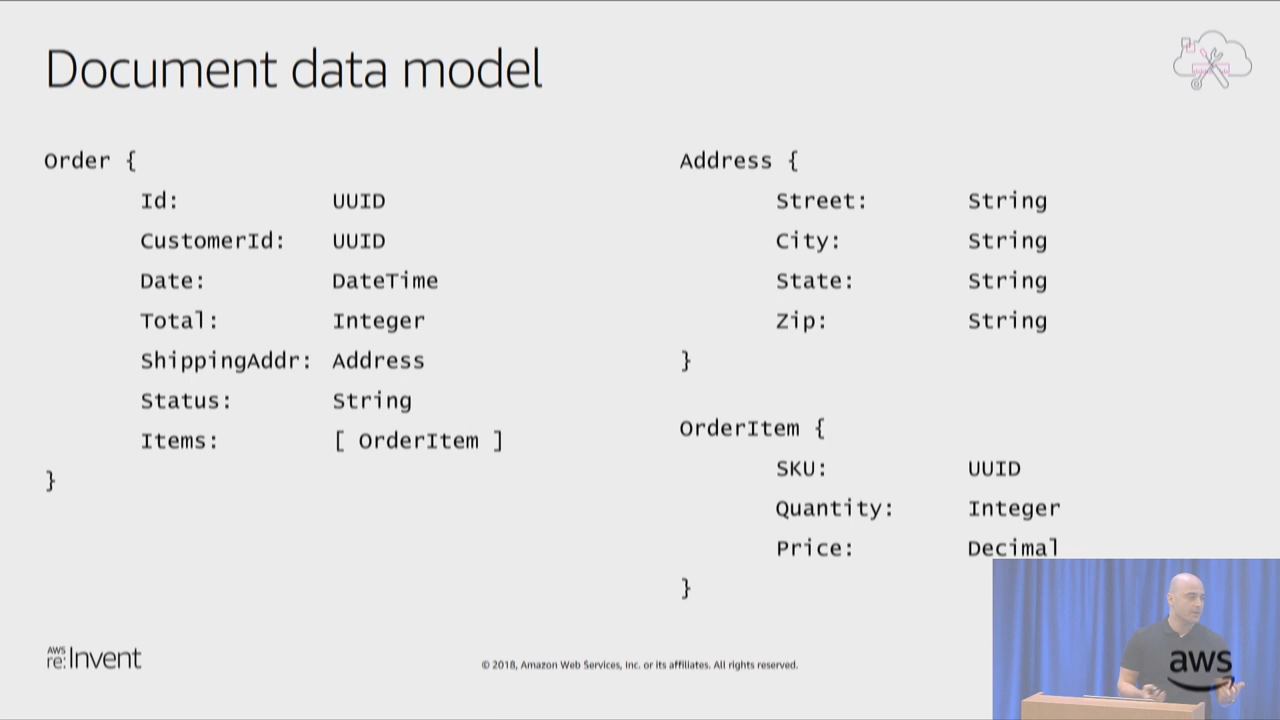 Document data model
Order {
Id: UUID
CustomerId: UUID
Date: DateTime
Total: Integer
ShippingAddr: Address
Status: String
Items: [ OrderItem ]
}
Address {
Street: String
City: String
State: String
Zip: String
}
OrderItem {
SKU: UUID
Quantity: Integer
Price: Decimal
}
AWS
re:Invent
© 2018, Amazon Web Services, Inc. or its affiliates. All rights reserved.
aws